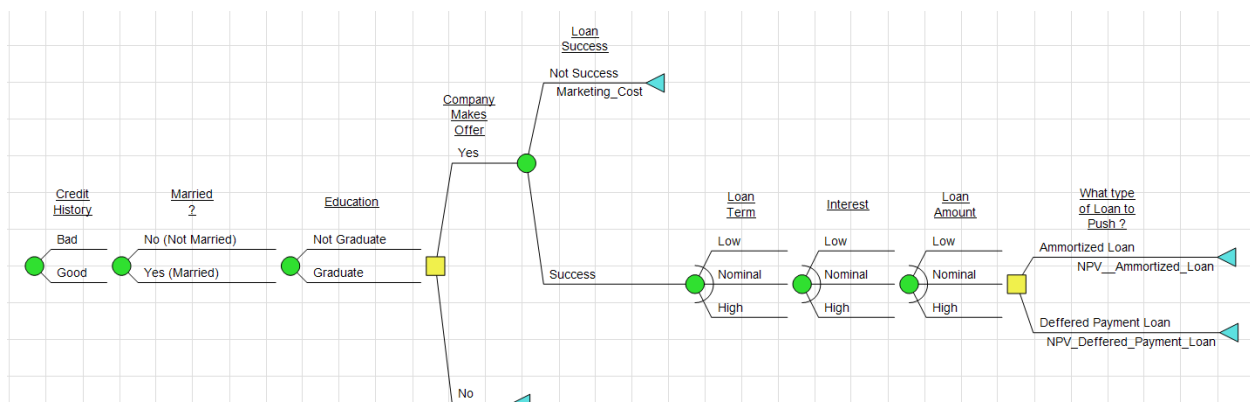 Loan
Success
Not Success
Marketing_Cost
Company
Makes
Offer
Yes
Credit
History
Married
?
Education
Loan
Term
Interest
Loan
Amount
What type
of Loan to
Push ?
Bad
No (Not Married)
Not Graduate
Low
Low
Low
Ammortized Loan
NPV__Ammortized_Loan
Good
Yes (Married)
Graduate
Success
Nominal
Nominal
Nominal
High
High
High
Deffered Payment Loan
NPV_Deffered_Payment_Loan
No